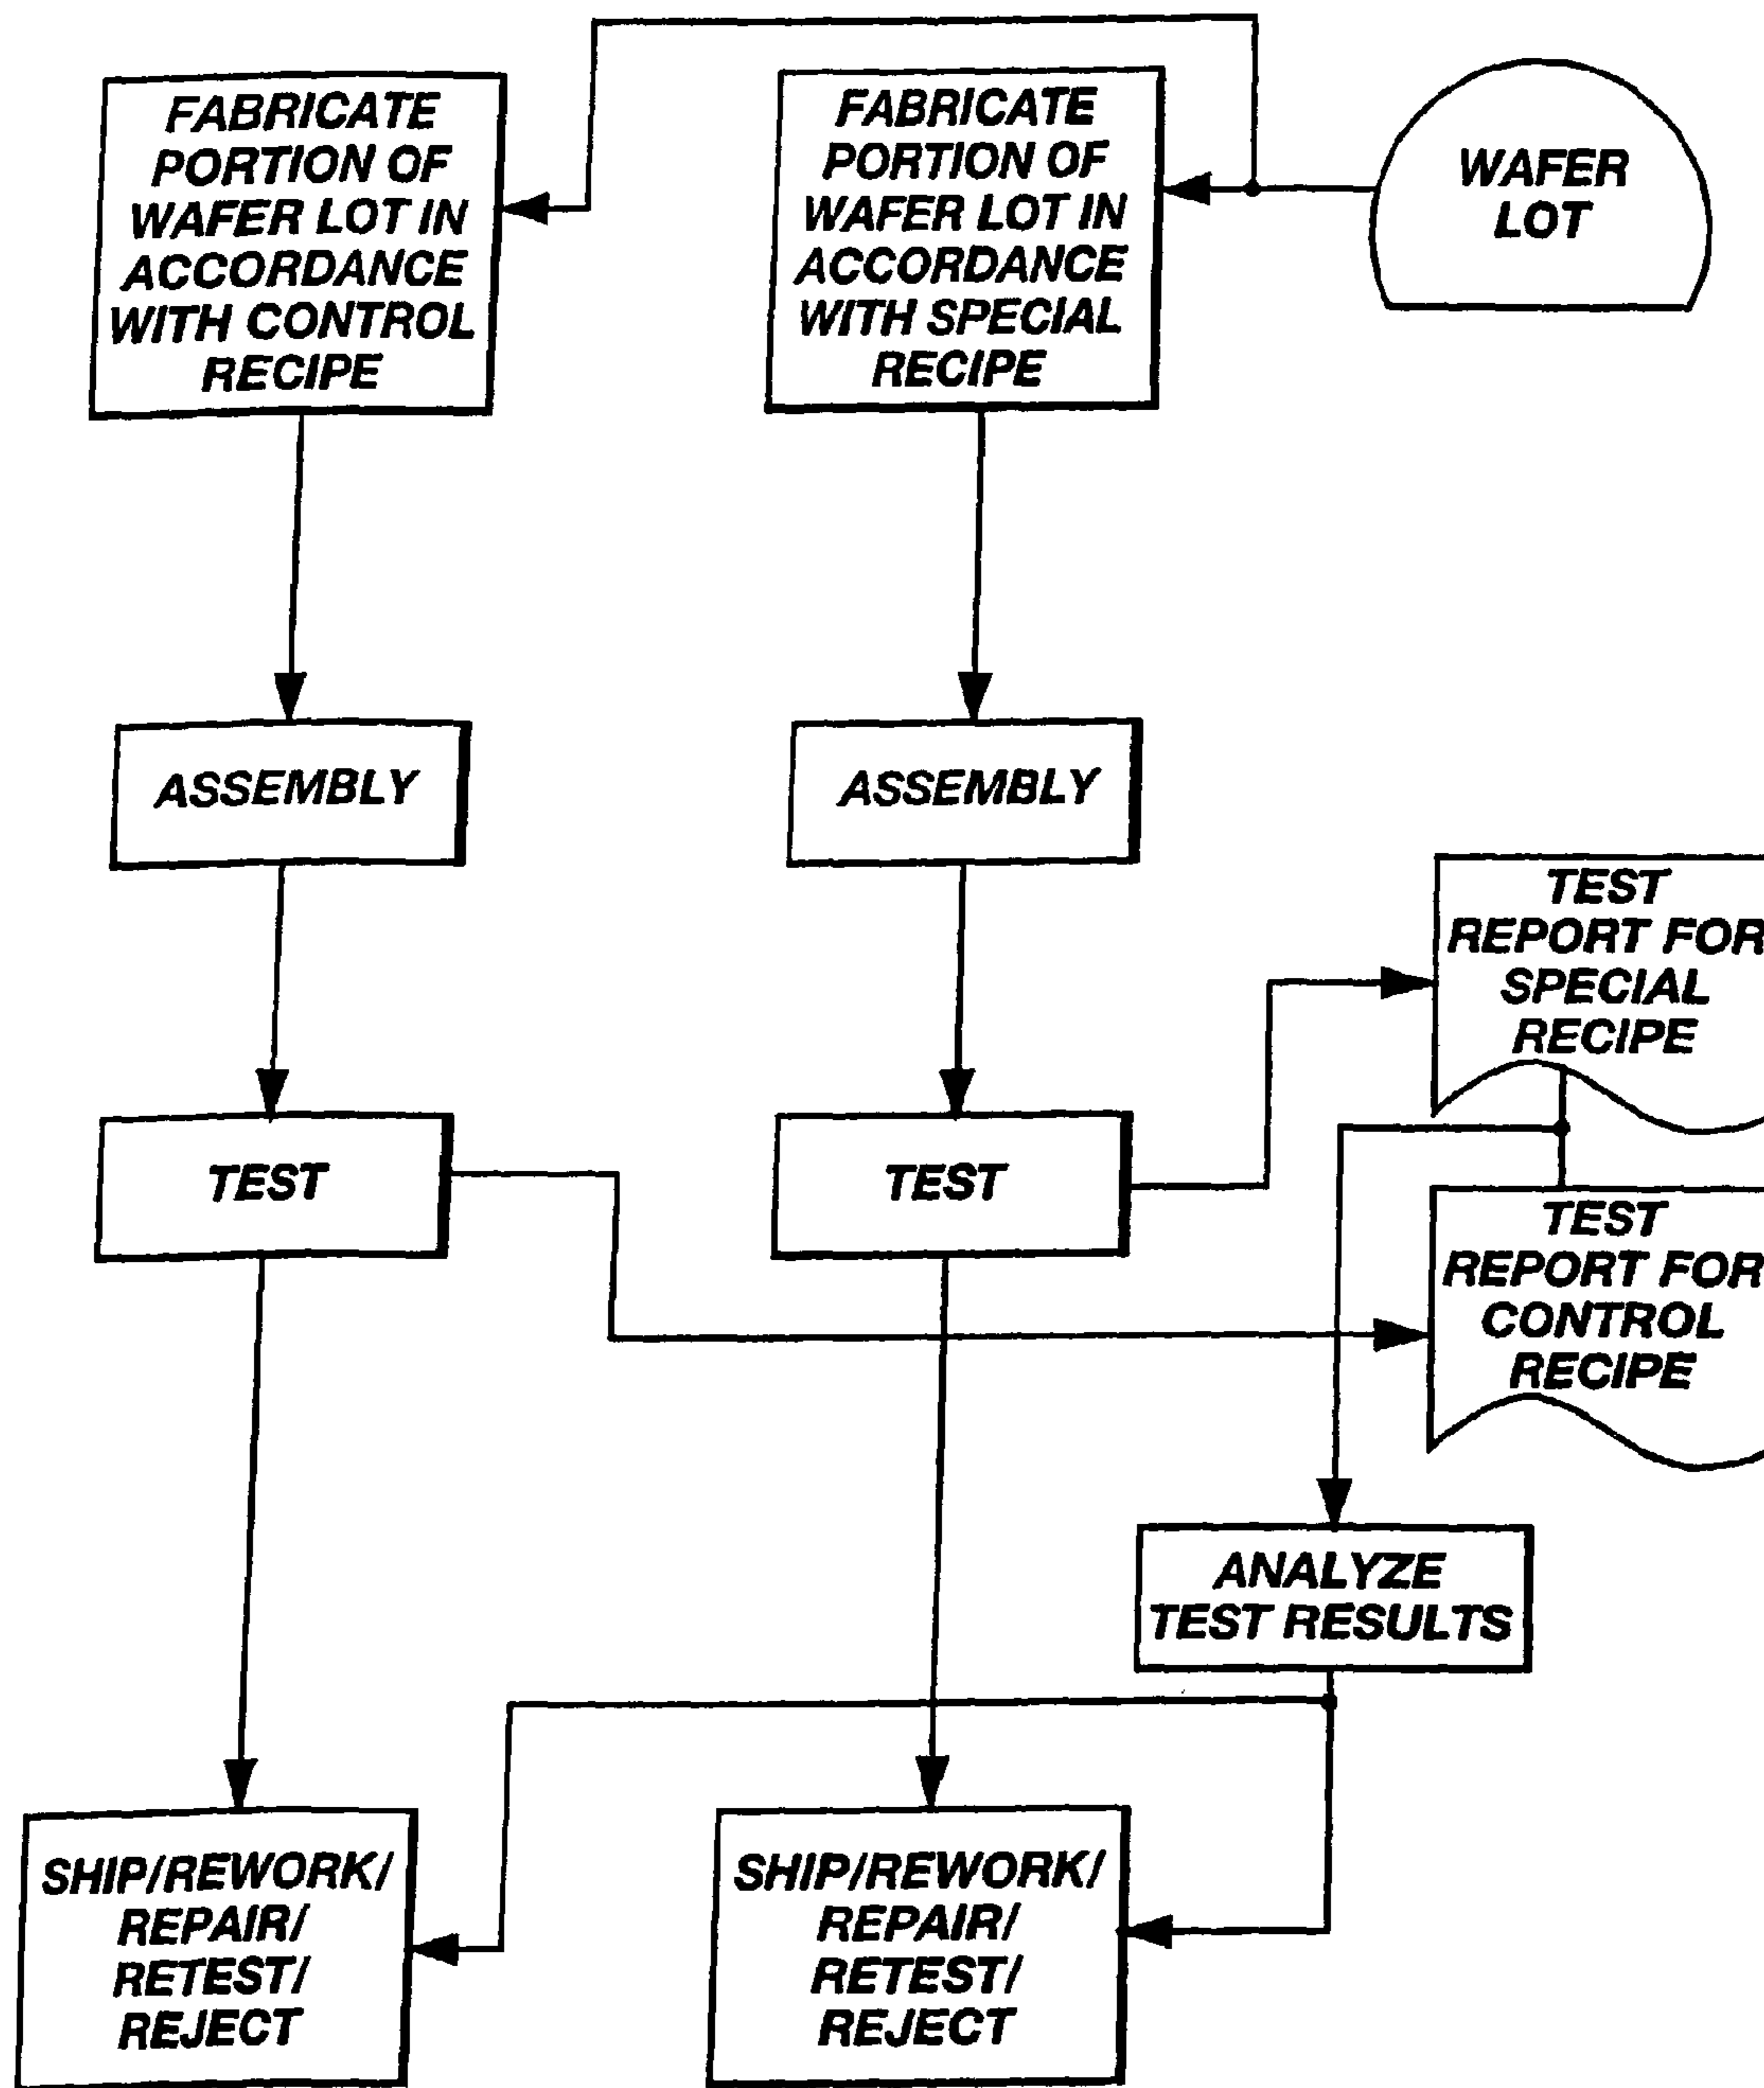 FABRICATE
PORTION OF
WAFER LOT IN
ACCORDANCE
WITH CONTROL
RECIPE
FABRICATE
PORTION OF
WAFER LOT IN
ACCORDANCE
WITH SPECIAL
RECIPE
WAFER
LOT
ASSEMBLY
ASSEMBLY
TEST
REPORT FOR
SPECIAL
RECIPE
TEST
TEST
TEST
REPORT FOR
CONTROL
RECIPE
ANALYZE
TEST RESULTS
SHIP/REWORK/
REPAIR/
RETEST/
REJECT
SHIP/REWORK/
REPAIR/
RETEST/
REJECT